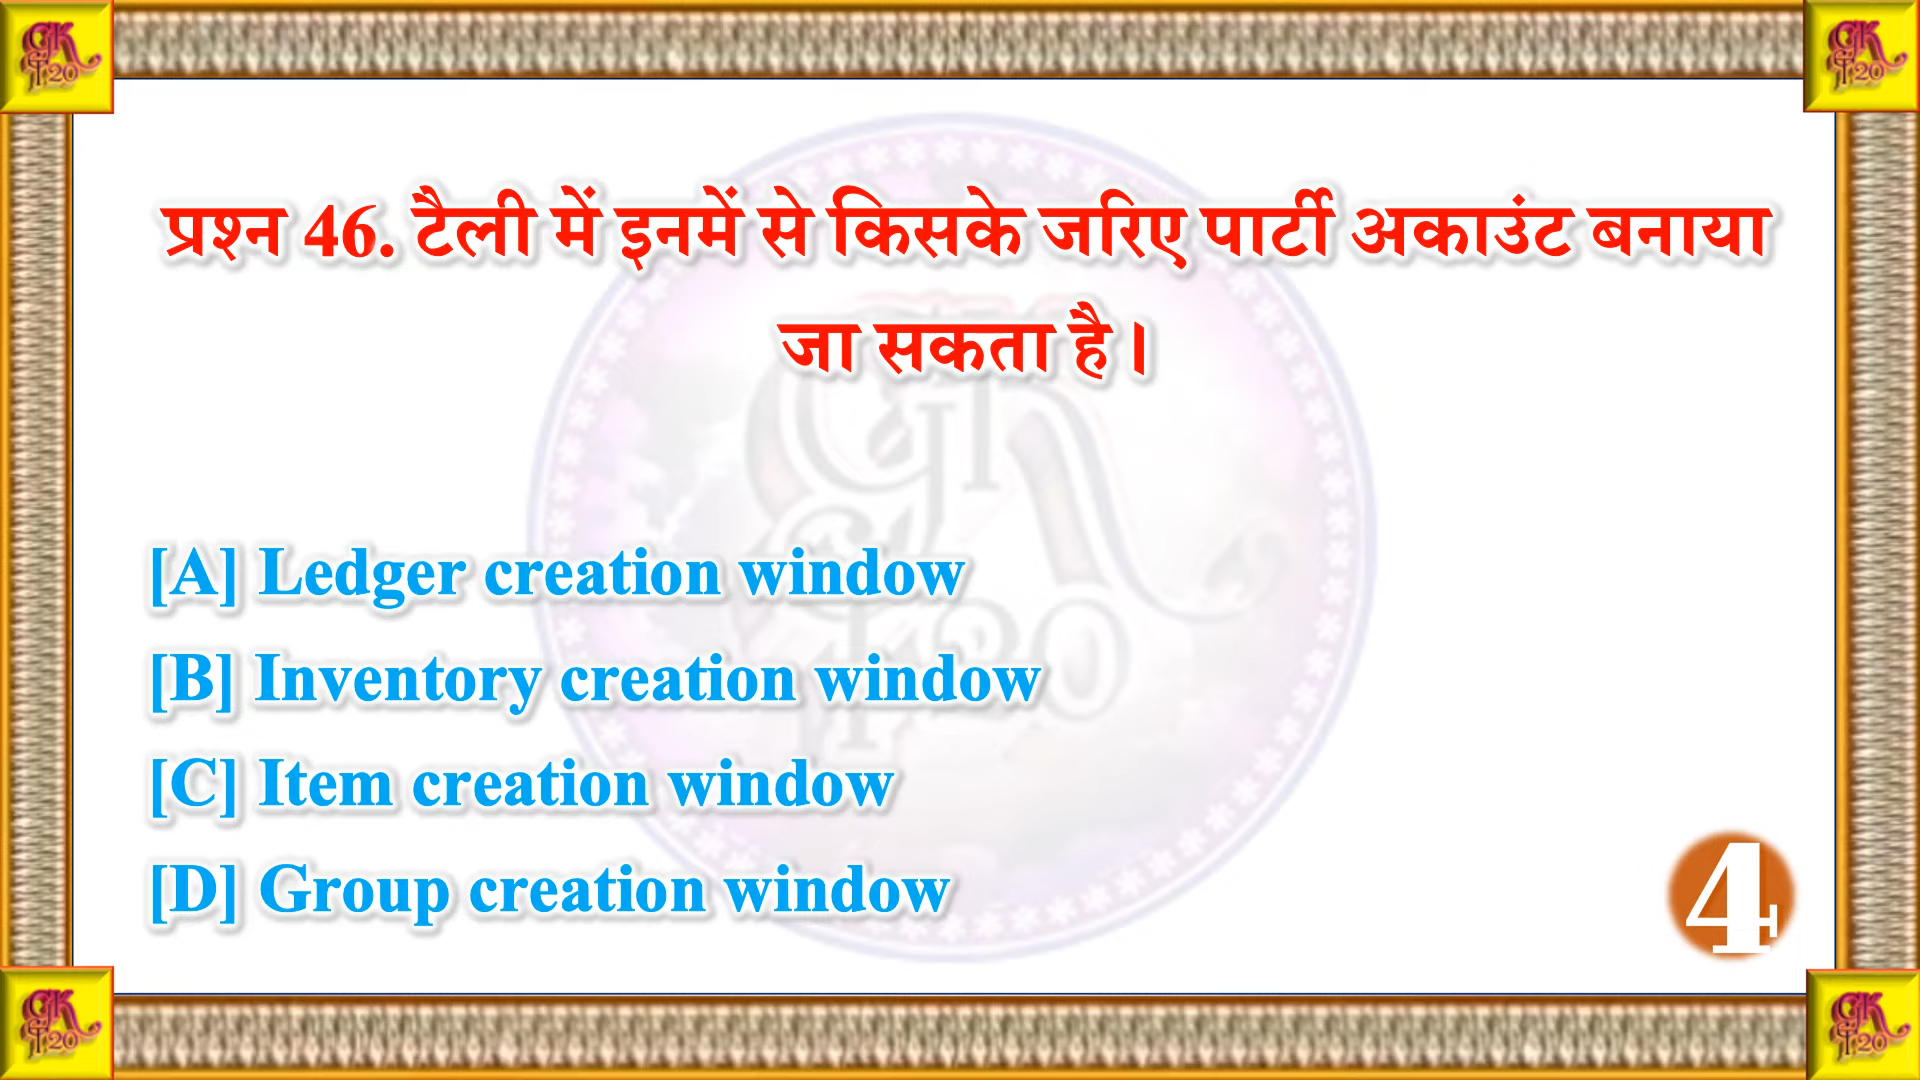 प्रश्न 46. टैली में इनमें से किसके जरिए पार्टी अकाउंट बनाया
जा सकता है।
[A] Ledger creation window
[B] Inventory creation window
[C] Item creation window
[D] Group creation window
4